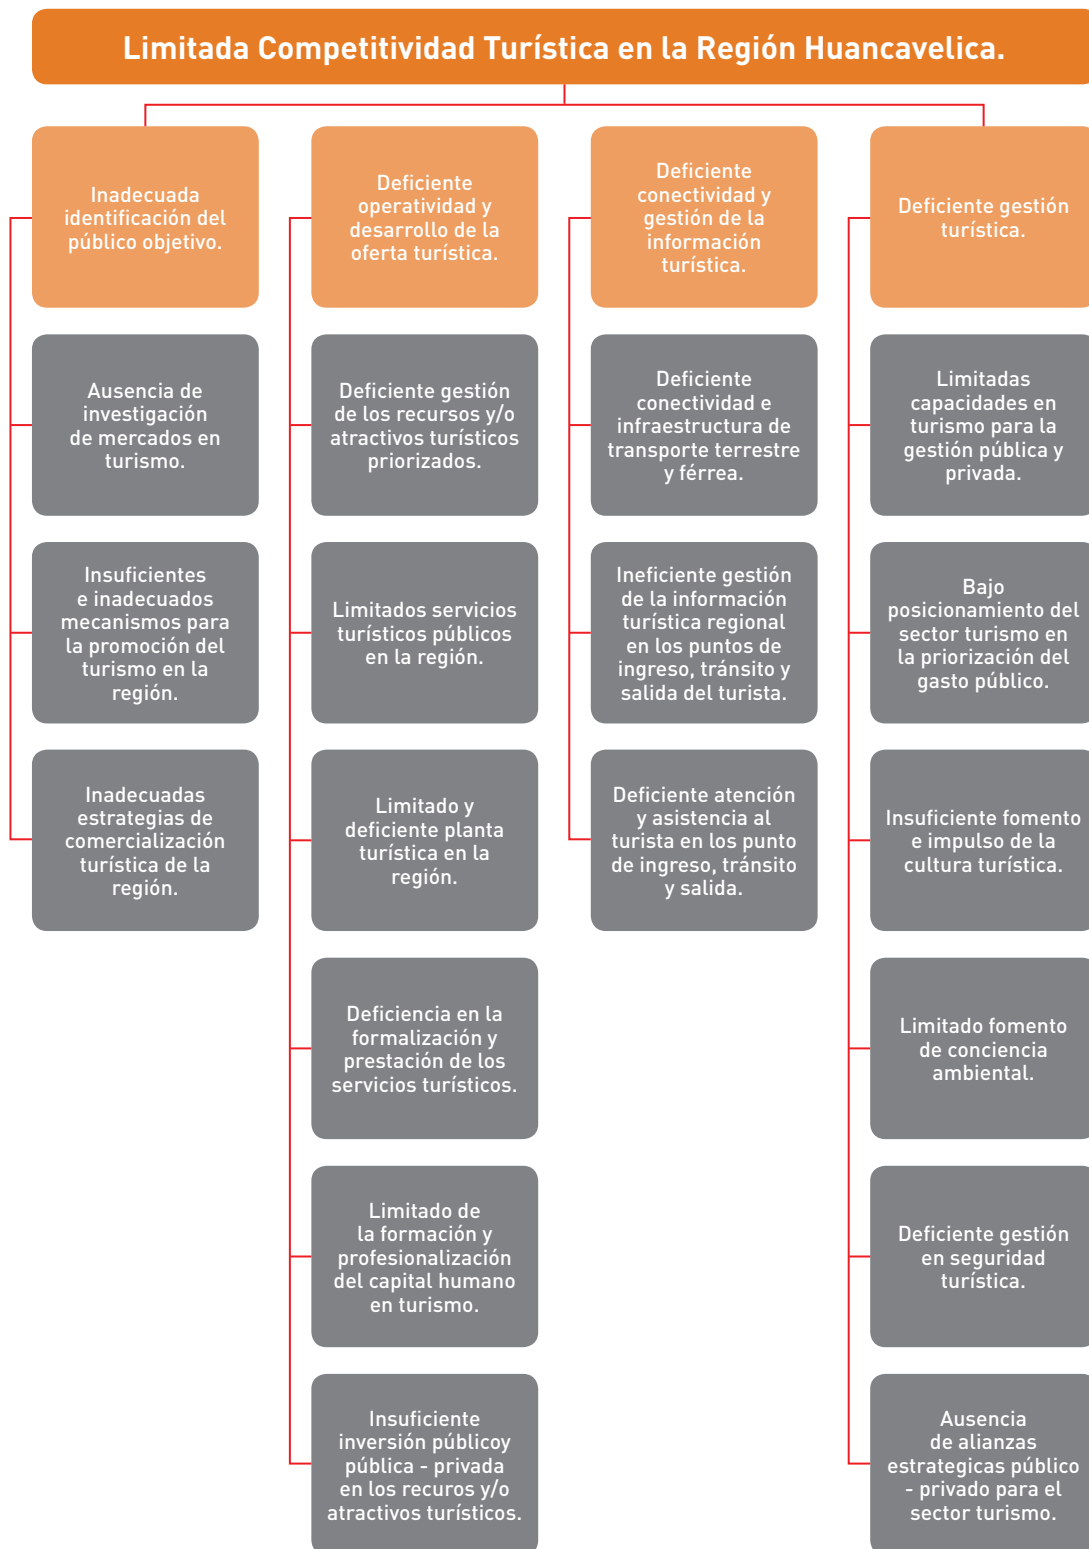 Limitada Competitividad Turística en la Región Huancavelica.
Inadecuada
identificación del
público objetivo.
Ausencia de
investigación
de mercados en
turismo.
Insuficientes
e inadecuados
mecanismos para
la promoción del
turismo en la
región.
Inadecuadas
estrategias de
comercialización
turística de la
región.
Deficiente
operatividad y
desarrollo de la
oferta turística.
Deficiente gestión
de los recursos y/o
atractivos turísticos
priorizados.
Limitados servicios
turísticos públicos
en la región.
Limitado y
deficiente planta
turística en la
región.
Deficiencia en la
formalización y
prestación de los
servicios turísticos.
Limitado de
la formación y
profesionalización
del capital humano
en turismo.
Insuficiente
inversión públicoy
pública - privada
en los recuros y/o
atractivos turísticos.
Deficiente
conectividad y
gestión de la
información
turística.
Deficiente
conectividad e
infraestructura de
transporte terrestre
y férrea.
Ineficiente gestión
de la información
turística regional
en los puntos de
ingreso, tránsito y
salida del turista.
Deficiente atención
y asistencia al
turista en los punto
de ingreso, tránsito
y salida.
Deficiente gestión
turística.
Limitadas
capacidades en
turismo para la
gestión pública y
privada.
Bajo
posicionamiento del
sector turismo en
la priorización del
gasto público.
Insuficiente fomento
e impulso de la
cultura turística.
Limitado fomento
de conciencia
ambiental.
Deficiente gestión
en seguridad
turística.
Ausencia
de alianzas
estrategicas público
- privado para el
sector turismo.